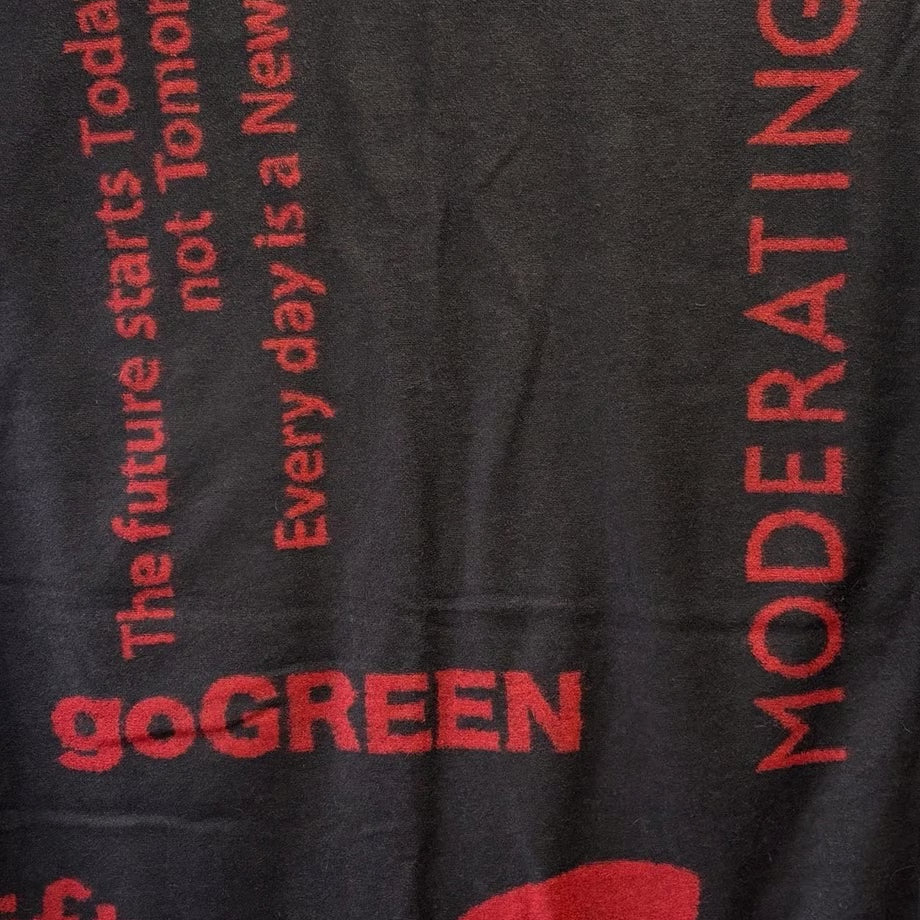 The future starts Toda
not Tomor
Every day is a New
MODERATING
goGREEN